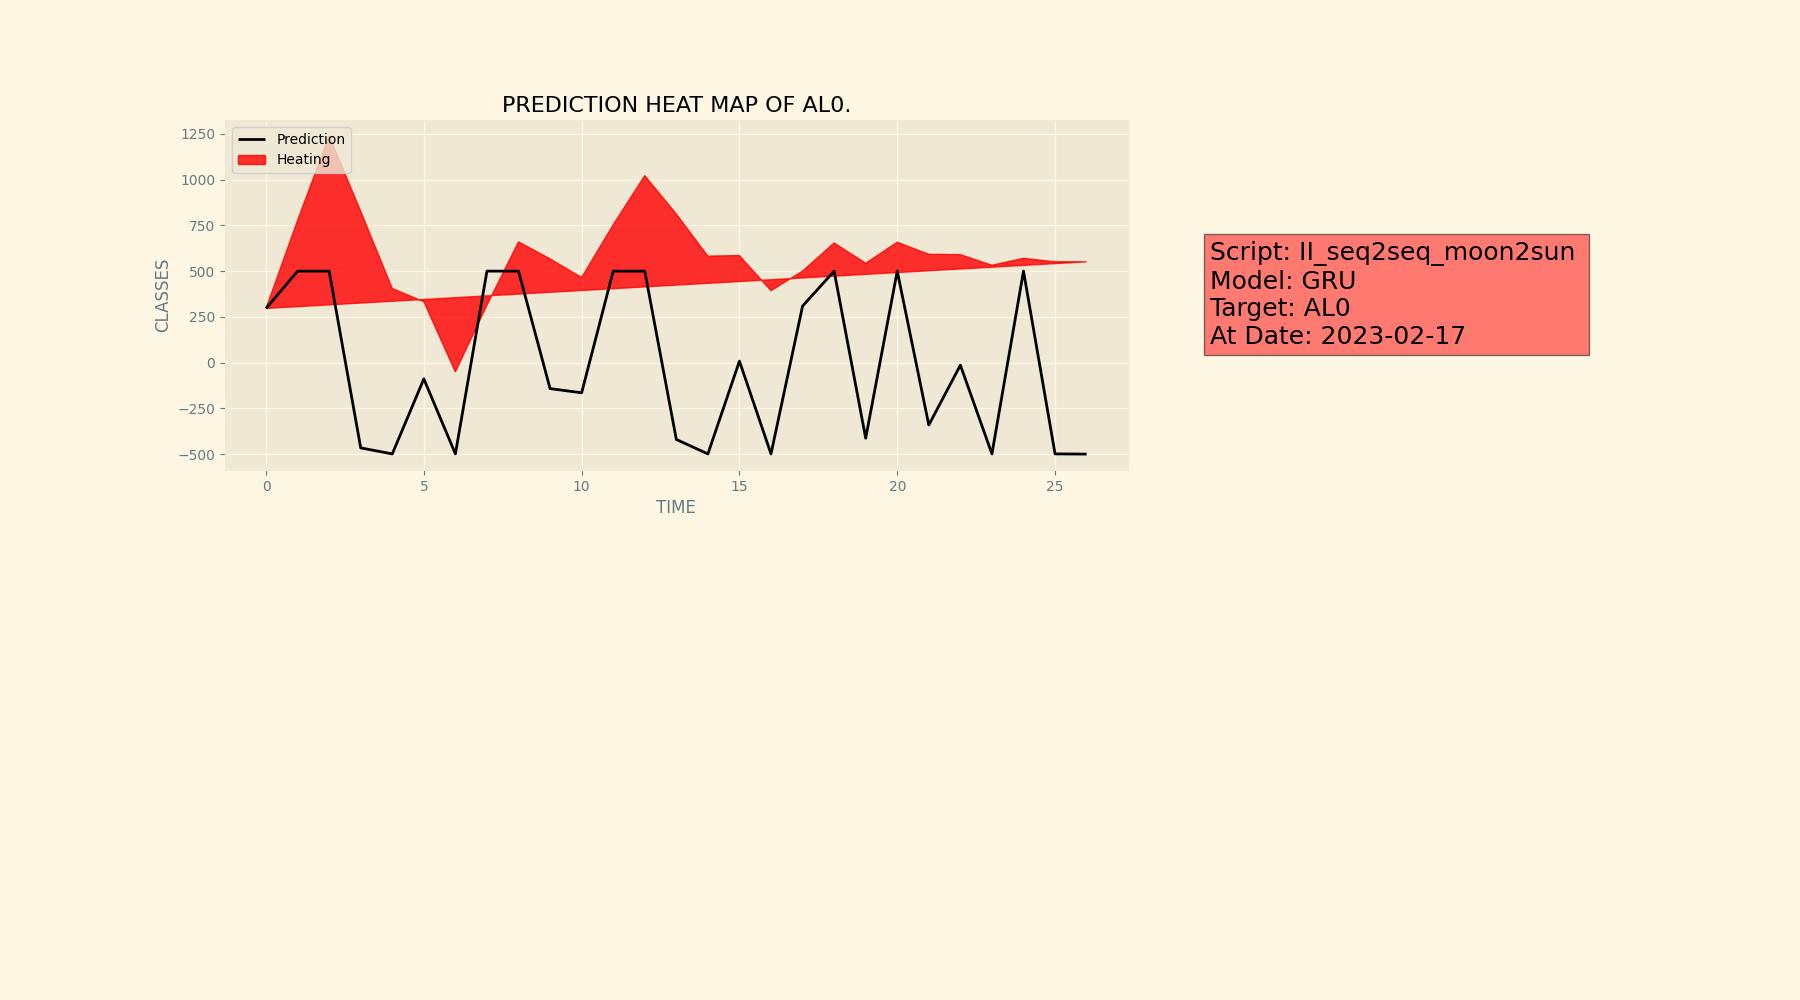 PREDICTION HEAT MAP OF AL0.
Prediction
Heating
1250
1000
750
500
250
0
−250
−500
CLASSES
0 5 10 15 20 25
TIME
Script: II_seq2seq_moon2sun
Model: GRU
Target: AL0
At Date: 2023-02-17